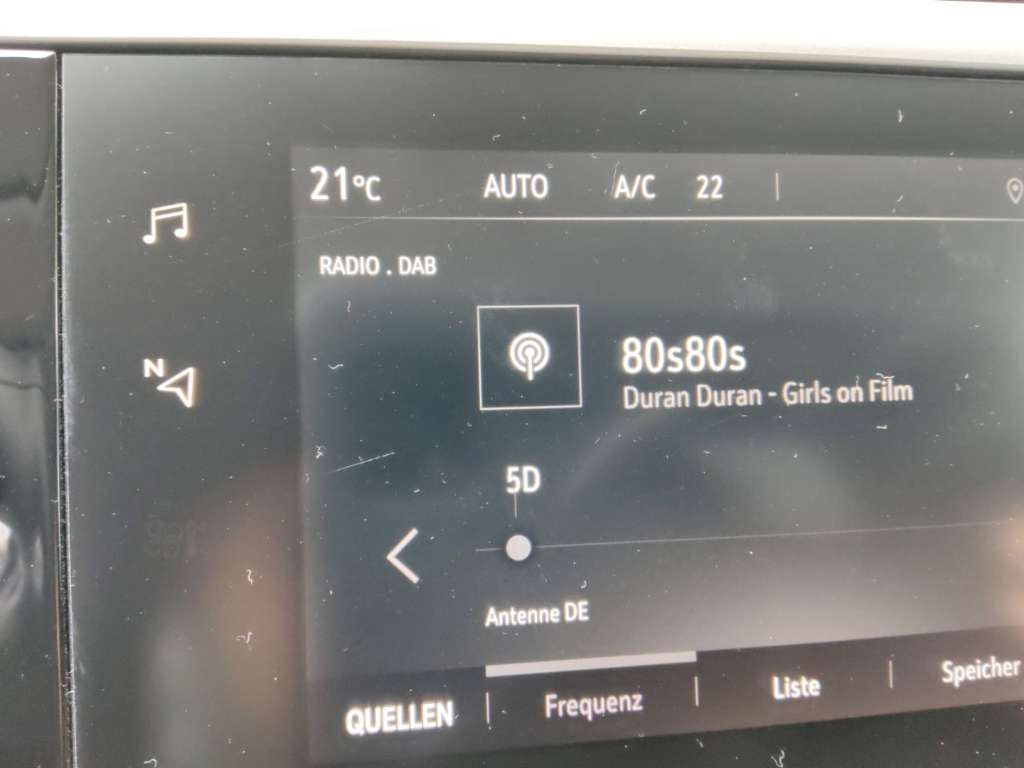 21°C AUTO A/C 22
RADIO . DAB
N
80s80s
Duran Duran - Girls on Film
5D
Antenne DE
QUELLEN Frequenz Liste Speicher